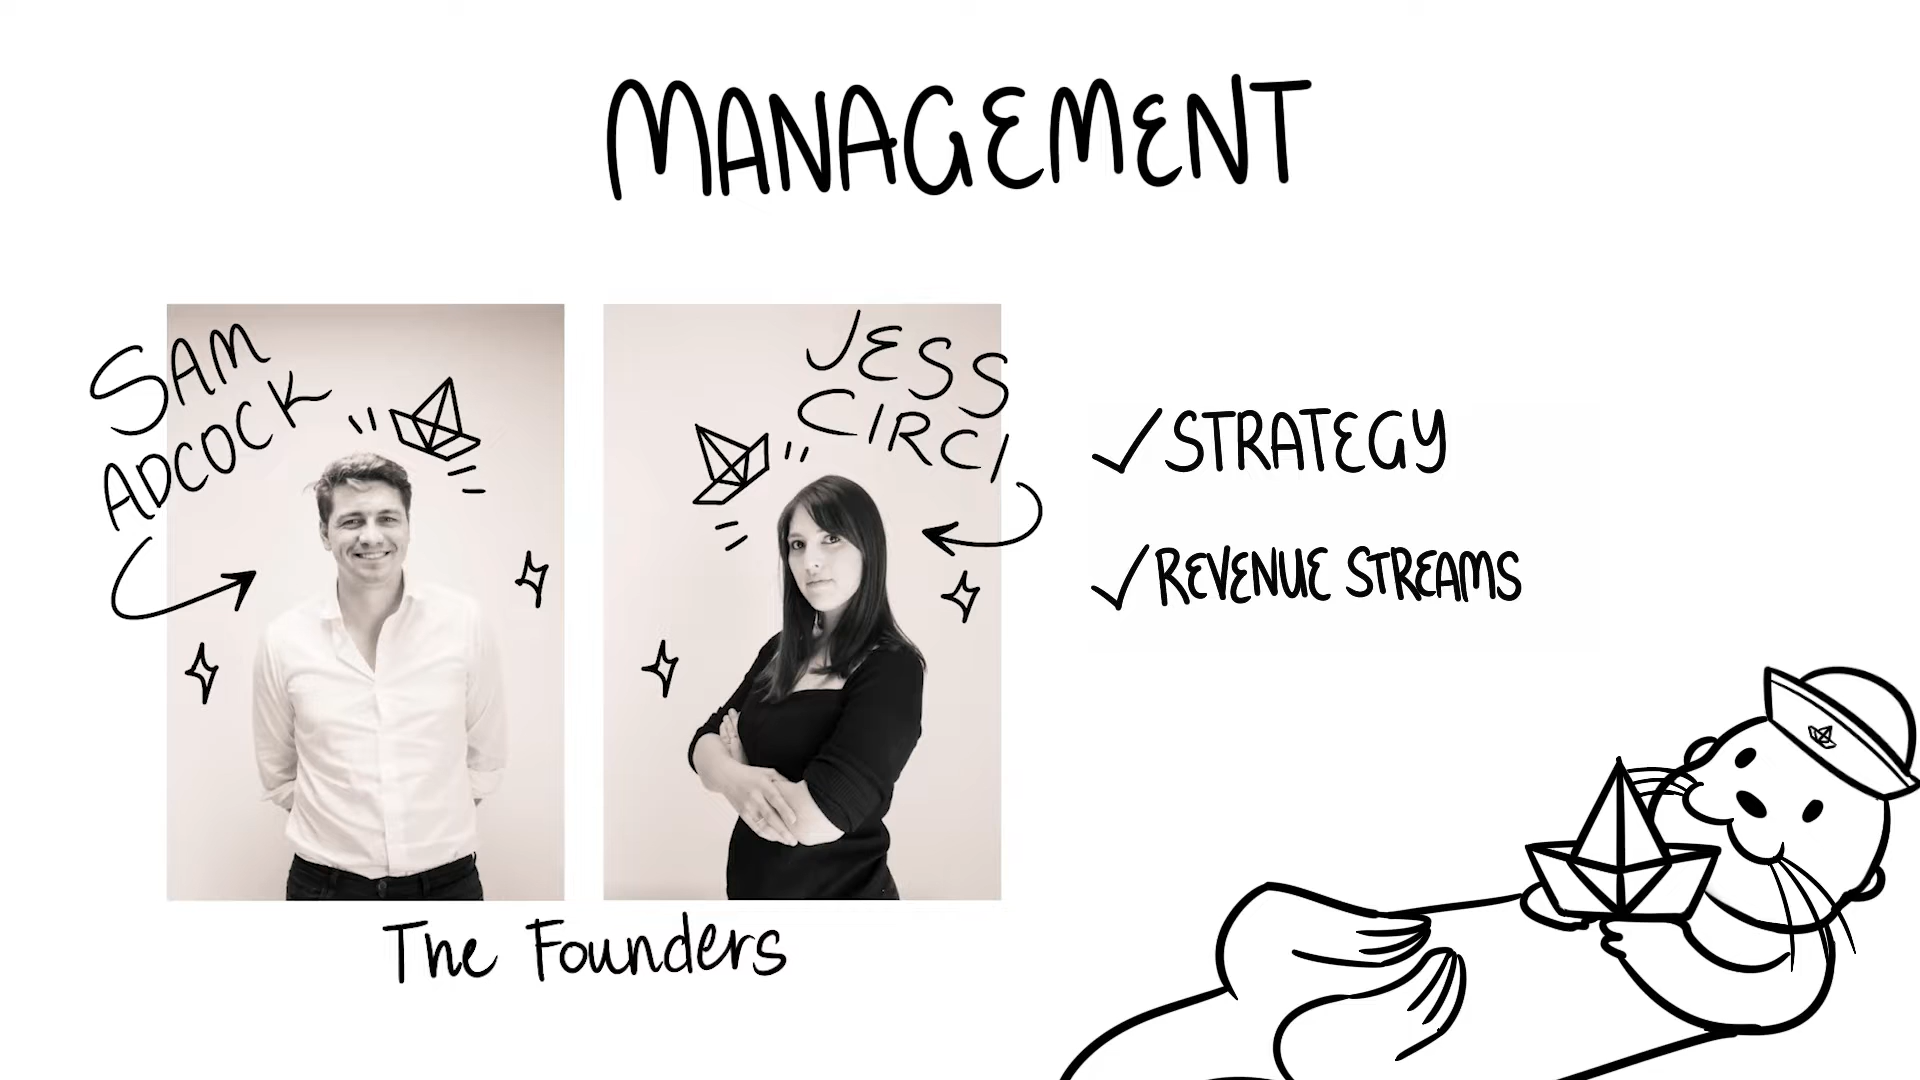 MANAGEMENT
SAM
ADCOCK
JESS
CIRCI
✓ STRATEGY
✓ REVENUE STREAMS
The Founders